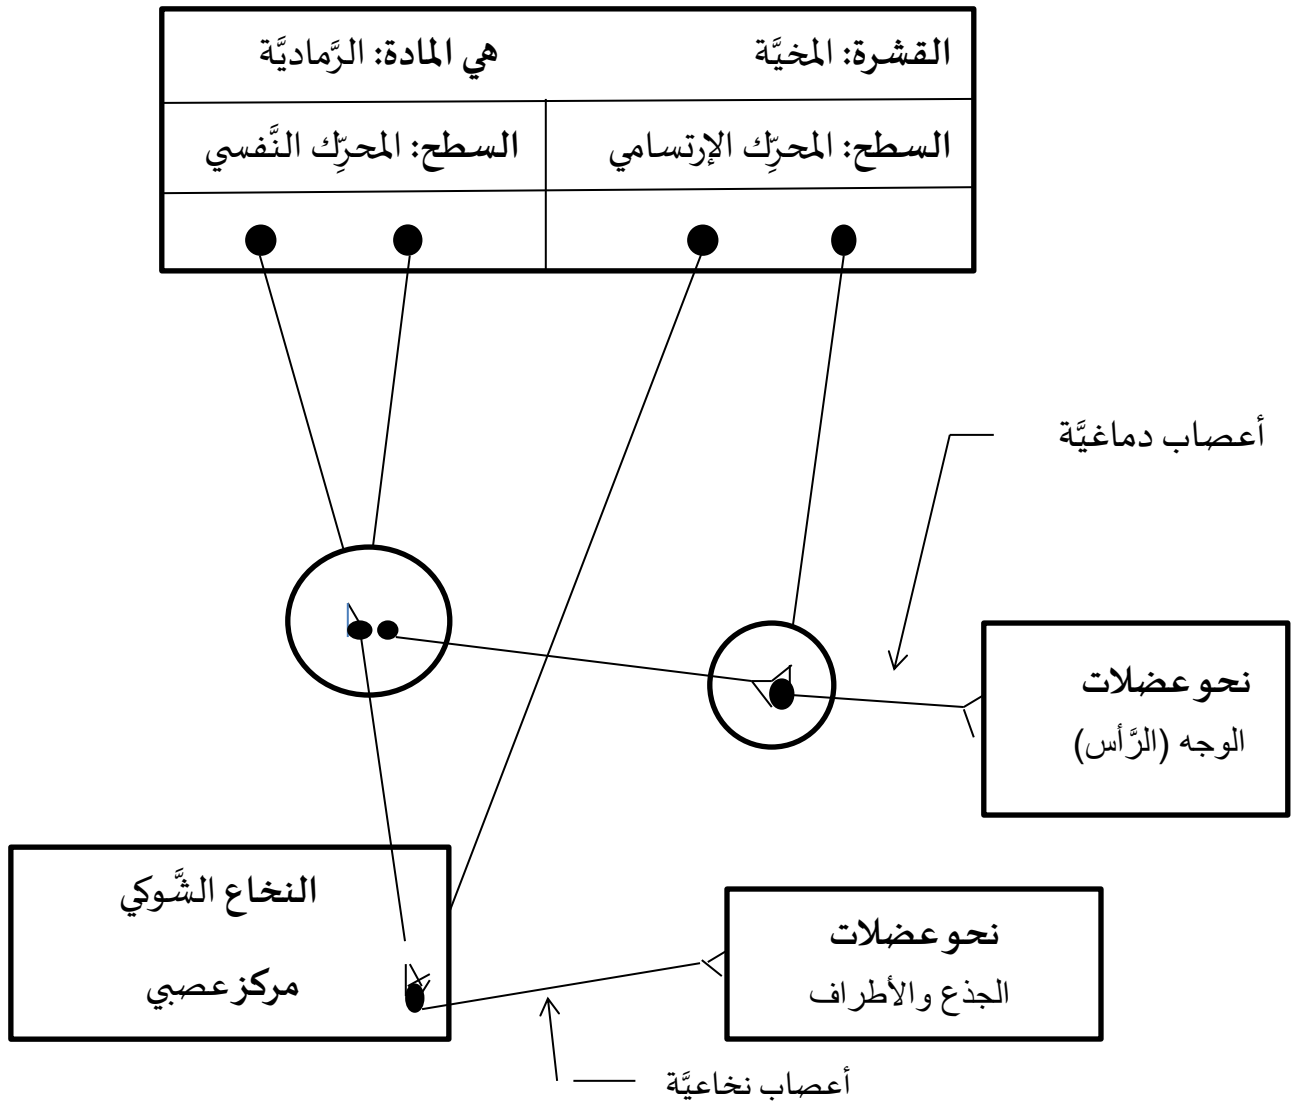 القشرة: المخيَّة هي المادة: الرَّماديَّة
السطح: المحرِّك الإرتسامي السطح: المحرِّك النَّفسي
أعصاب دماغيَّة
نحو عضلات
الوجه (الرَّأس)
النخاع الشَّوكي
مركز عصبي
نحو عضلات
الجذع والأطراف
أعصاب نخاعيَّة